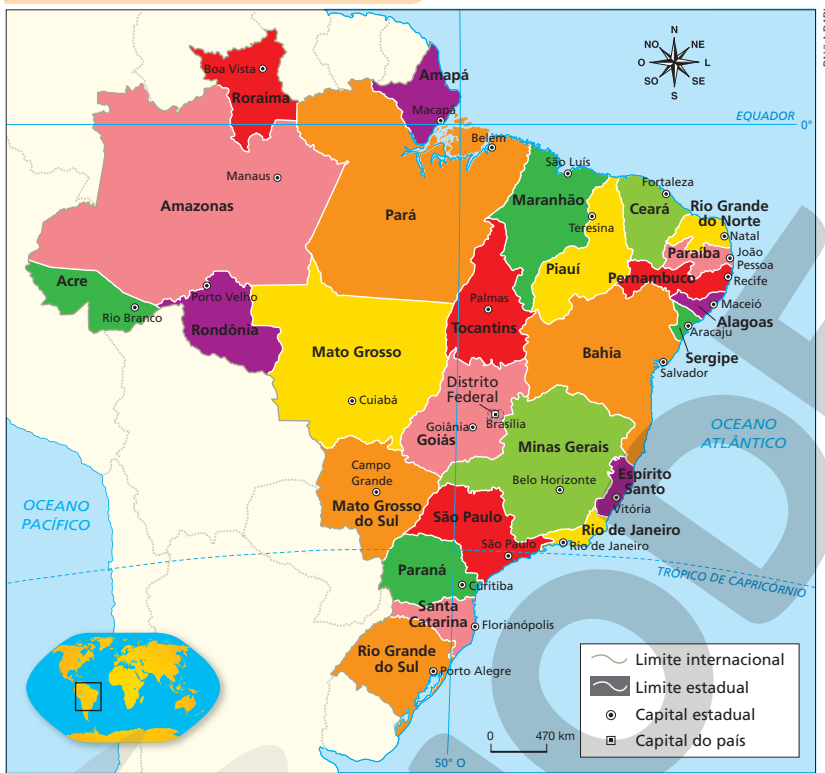 N
NO
NE
O
L
SO
SE
S
EQUADOR
0°
Boa Vista
Roraima
Amapá
Macapá
Belém
Manaus
Amazonas
Pará
São Luís
Maranhão
Teresina
Fortaleza
Ceará
Rio Grande
do Norte
Natal
Paraíba
João
Pessoa
Piauí
Pernambuco
Recife
Acre
Rio Branco
Porto Velho
Rondônia
Palmas
Tocantins
Maceió
Alagoas
Aracaju
Sergipe
Mato Grosso
Cuiabá
Bahia
Salvador
Distrito
Federal
Brasília
Goiânia
Goiás
Minas Gerais
Belo Horizonte
OCEANO
ATLÂNTICO
Campo
Grande
Mato Grosso
do Sul
Espírito
Santo
Vitória
OCEANO
PACÍFICO
São Paulo
São Paulo
Rio de Janeiro
Rio de Janeiro
TRÓPICO DE CAPRICÓRNIO
Paraná
Curitiba
Santa
Catarina
Florianópolis
Rio Grande
do Sul
Porto Alegre
Limite internacional
Limite estadual
Capital estadual
Capital do país
0
470 km
50° O